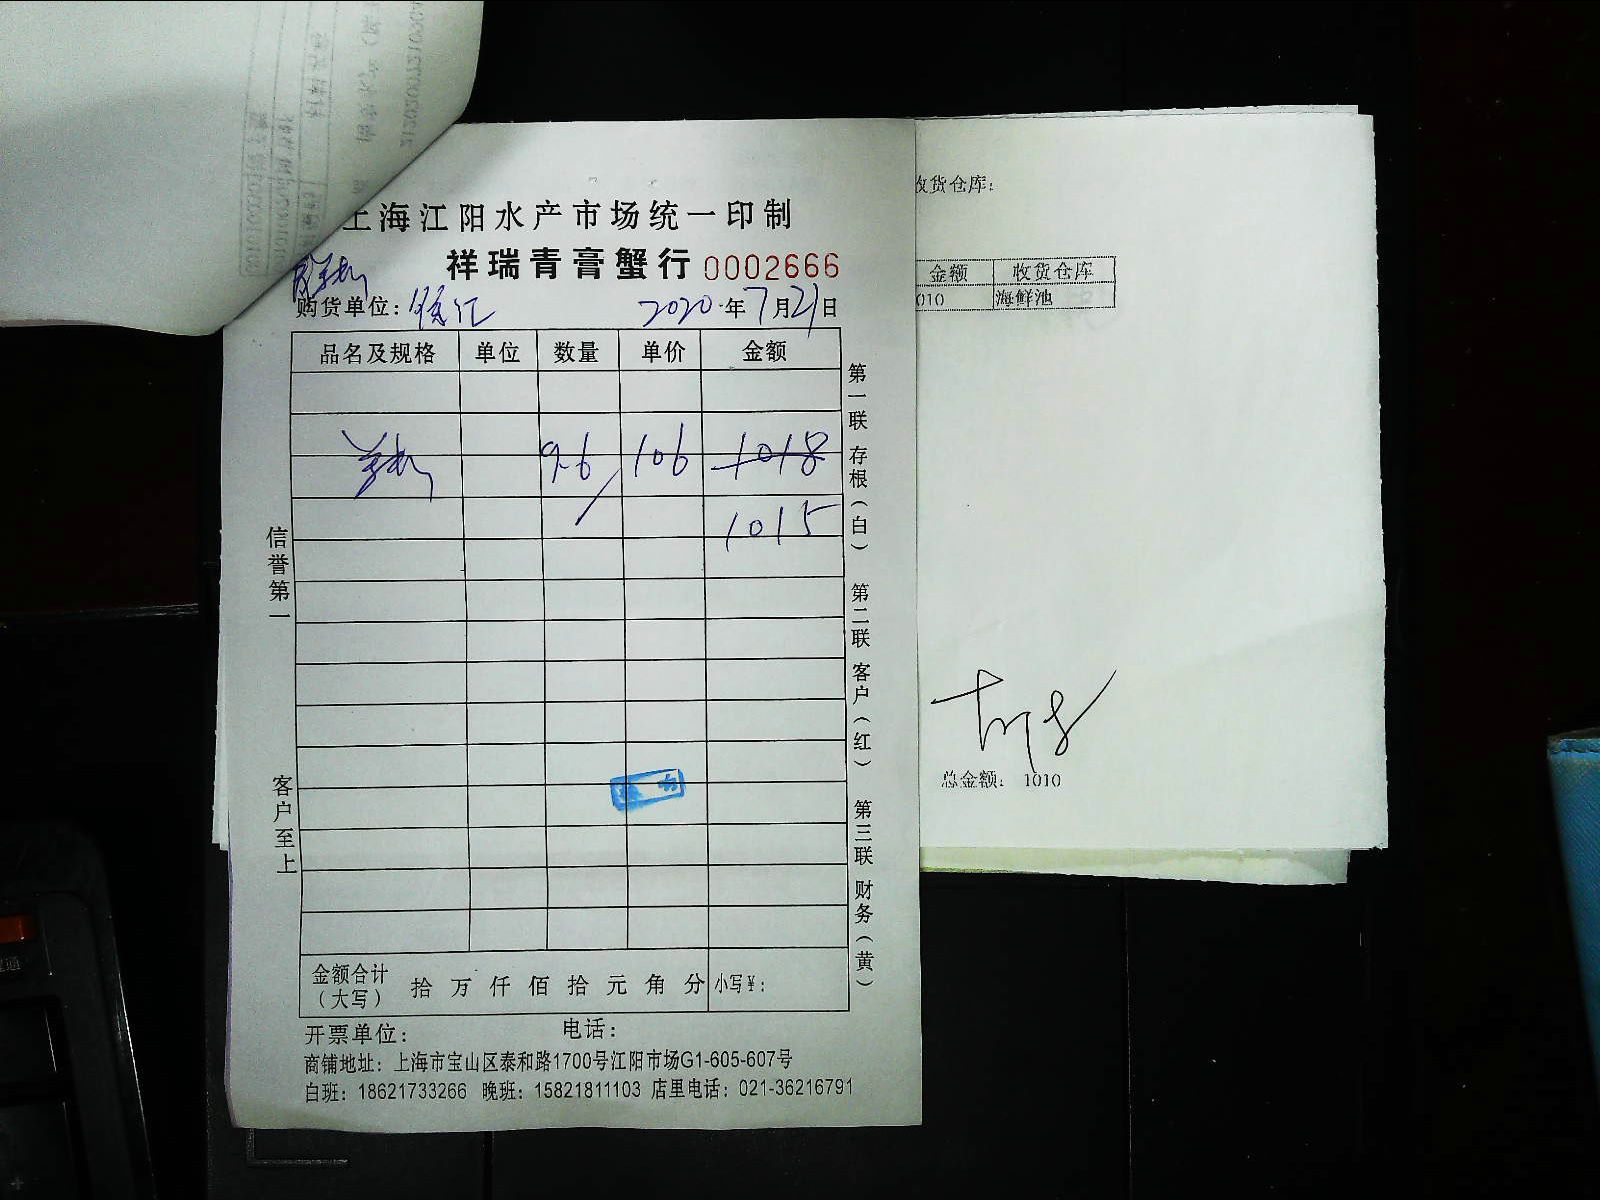 上海江阳水产市场统一印制
祥瑞青膏蟹行 0002666
购货单位： 2020年7月21日
品名及规格 单位 数量 单价 金额
9.6 106 1018
1015
金额合计（大写） 拾 万 仟 佰 拾 元 角 分 小写¥：
开票单位： 电话：
商铺地址：上海市宝山区泰和路1700号江阳市场G1-605-607号
白班：18621733266 晚班：15821811103 店里电话：021-36216791
信誉第一
客户至上
第一联 存根（白） 第二联 客户（红） 第三联 财务（黄）
收货仓库：
金额 收货仓库
010 海鲜池
总金额： 1010